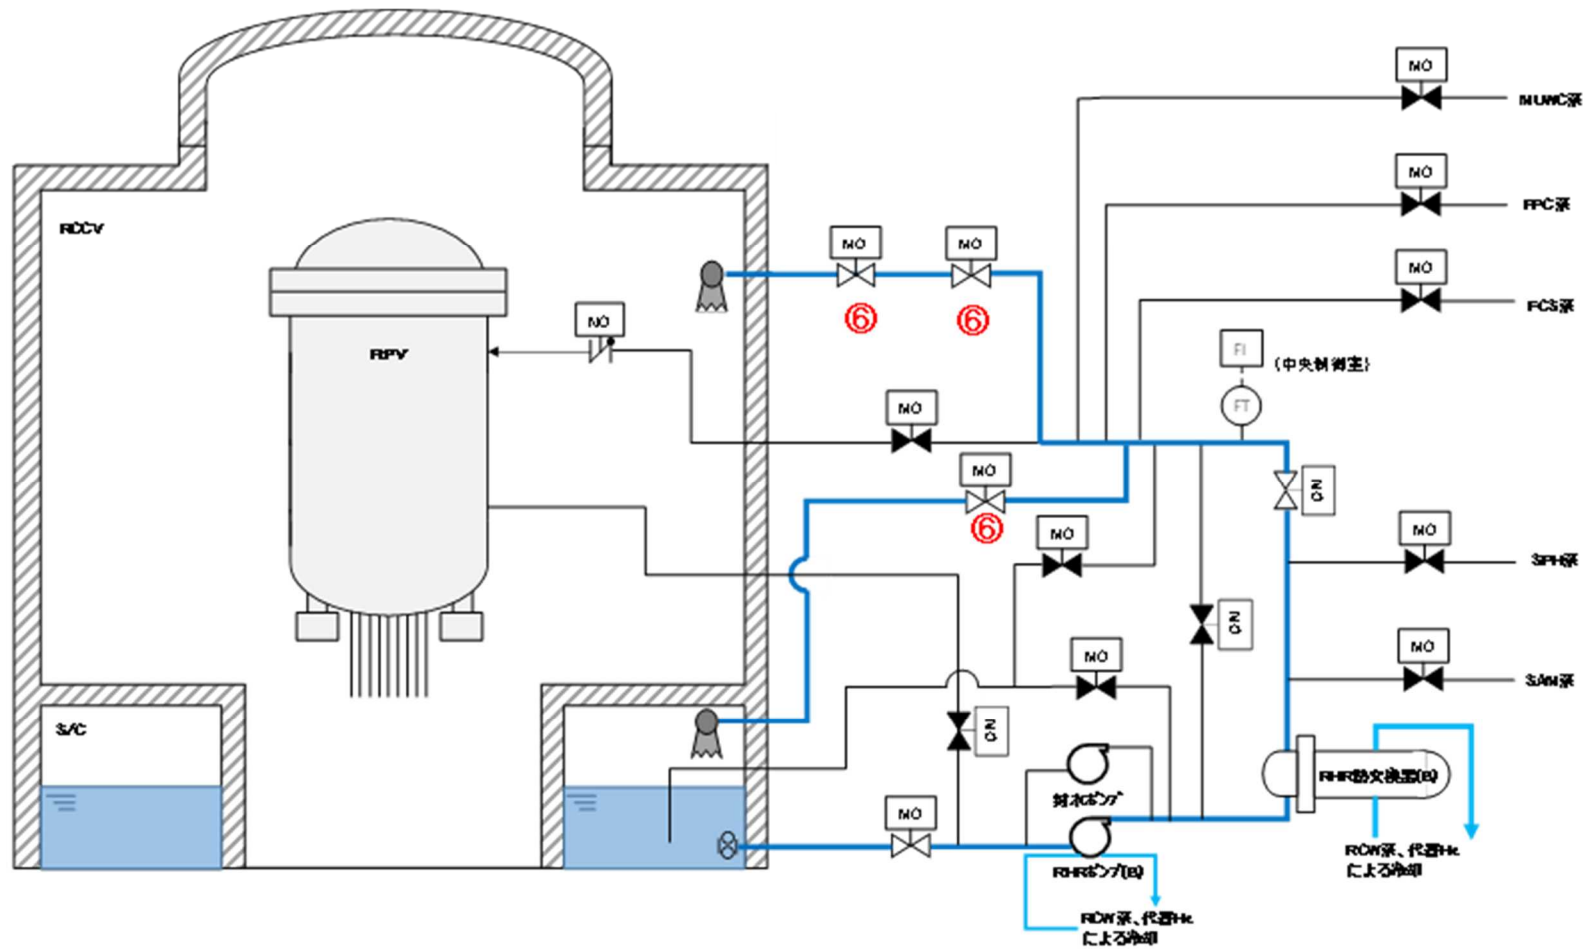 MO
MUWC系
MO
FPC系
RCCV
MO
MO
MO
FCS系
⑥
⑥
NO
RPV
FI
(中央制御室)
FT
MO
MO
⑥
MO
MO
SPH系
MO
MO
SAM系
S/C
封水ポンプ
RHR熱交換器(B)
MO
RHRポンプ(B)
RCW系、代替Hx
による冷却
RCW系、代替Hx
による冷却